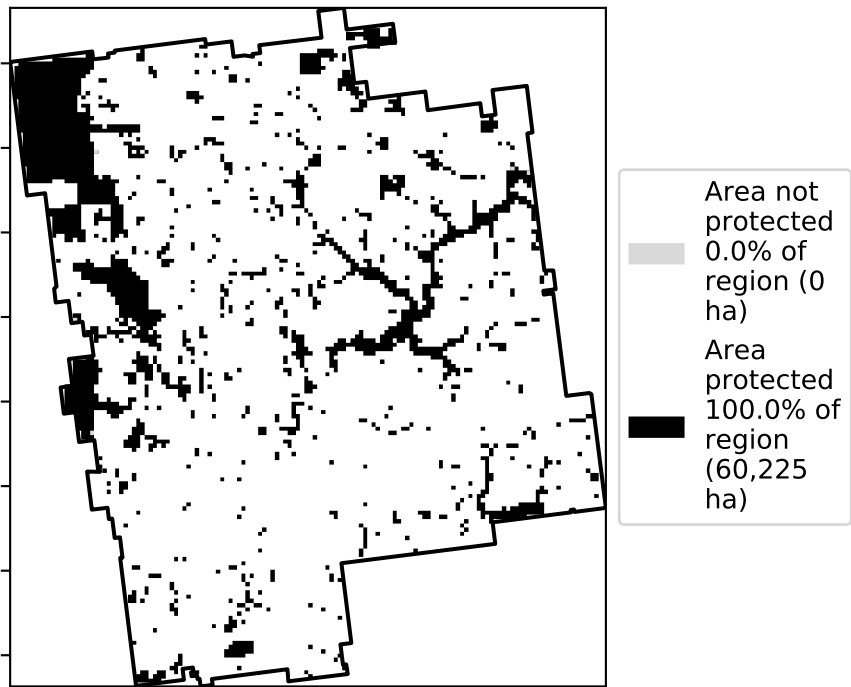 Area not
protected
0.0% of
region (0
ha)
Area
protected
100.0% of
region
(60,225
ha)